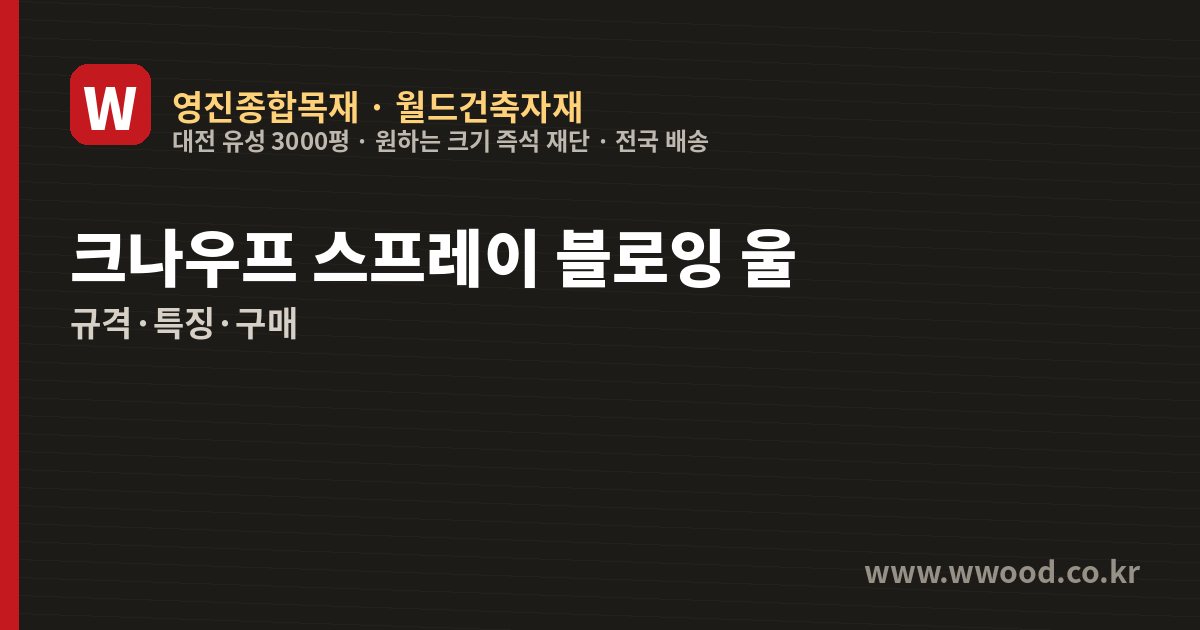 W
영진종합목재 · 월드건축자재
대전 유성 3000평 · 원하는 크기 즉석 재단 · 전국 배송
크나우프 스프레이 블로잉 울
규격·특징·구매
www.wwood.co.kr